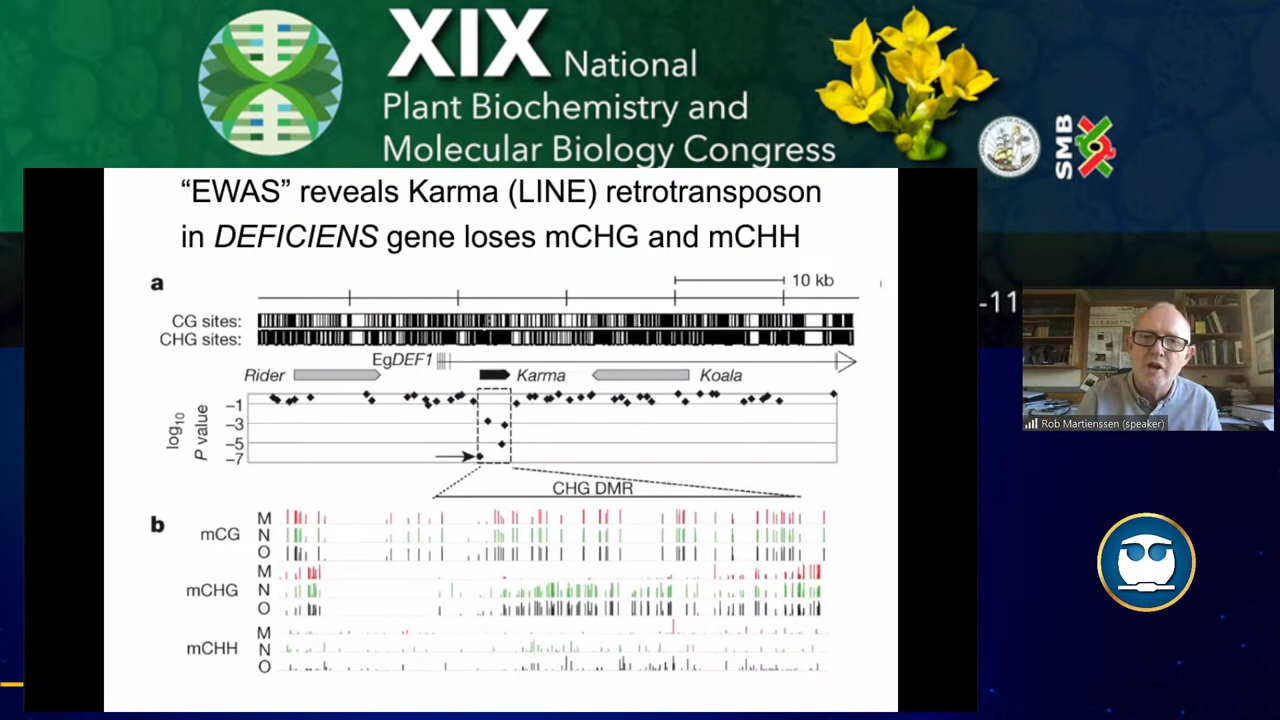 XIX National
Plant Biochemistry and
Molecular Biology Congress
SMB
“EWAS” reveals Karma (LINE) retrotransposon
in DEFICIENS gene loses mCHG and mCHH
a
10 kb
CG sites:
CHG sites:
EgDEF1
Rider
Karma
Koala
log10
P value
−1
−3
−5
−7
CHG DMR
b
mCG
M
N
O
mCHG
M
N
O
mCHH
M
N
O
-11
Rob Martienssen (speaker)